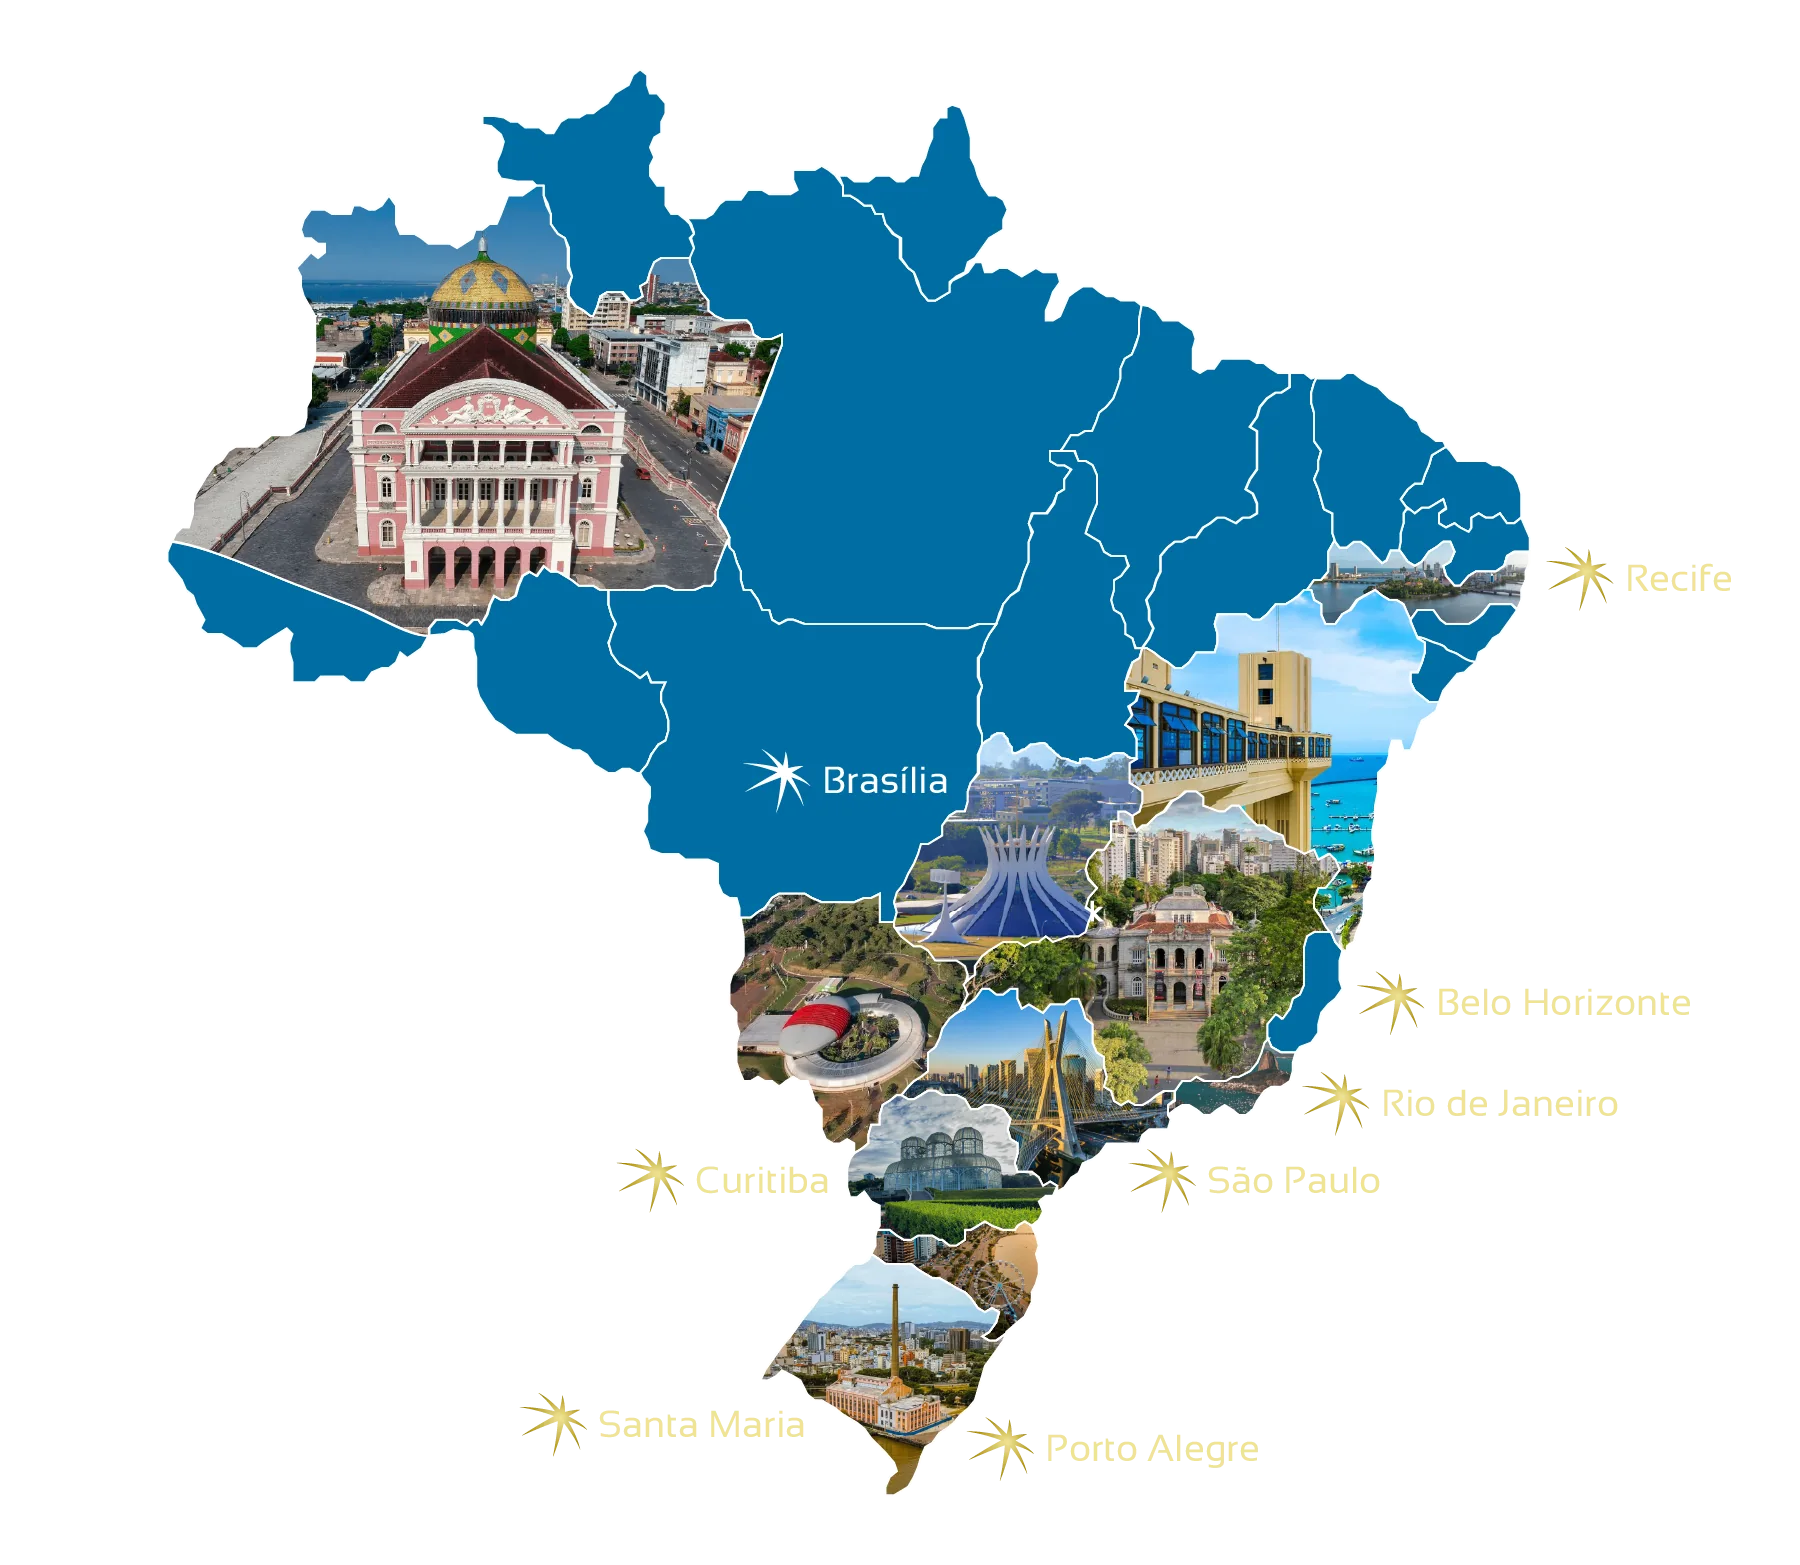 Recife
Brasília
k
Belo Horizonte
Rio de Janeiro
Curitiba
São Paulo
Santa Maria
Porto Alegre